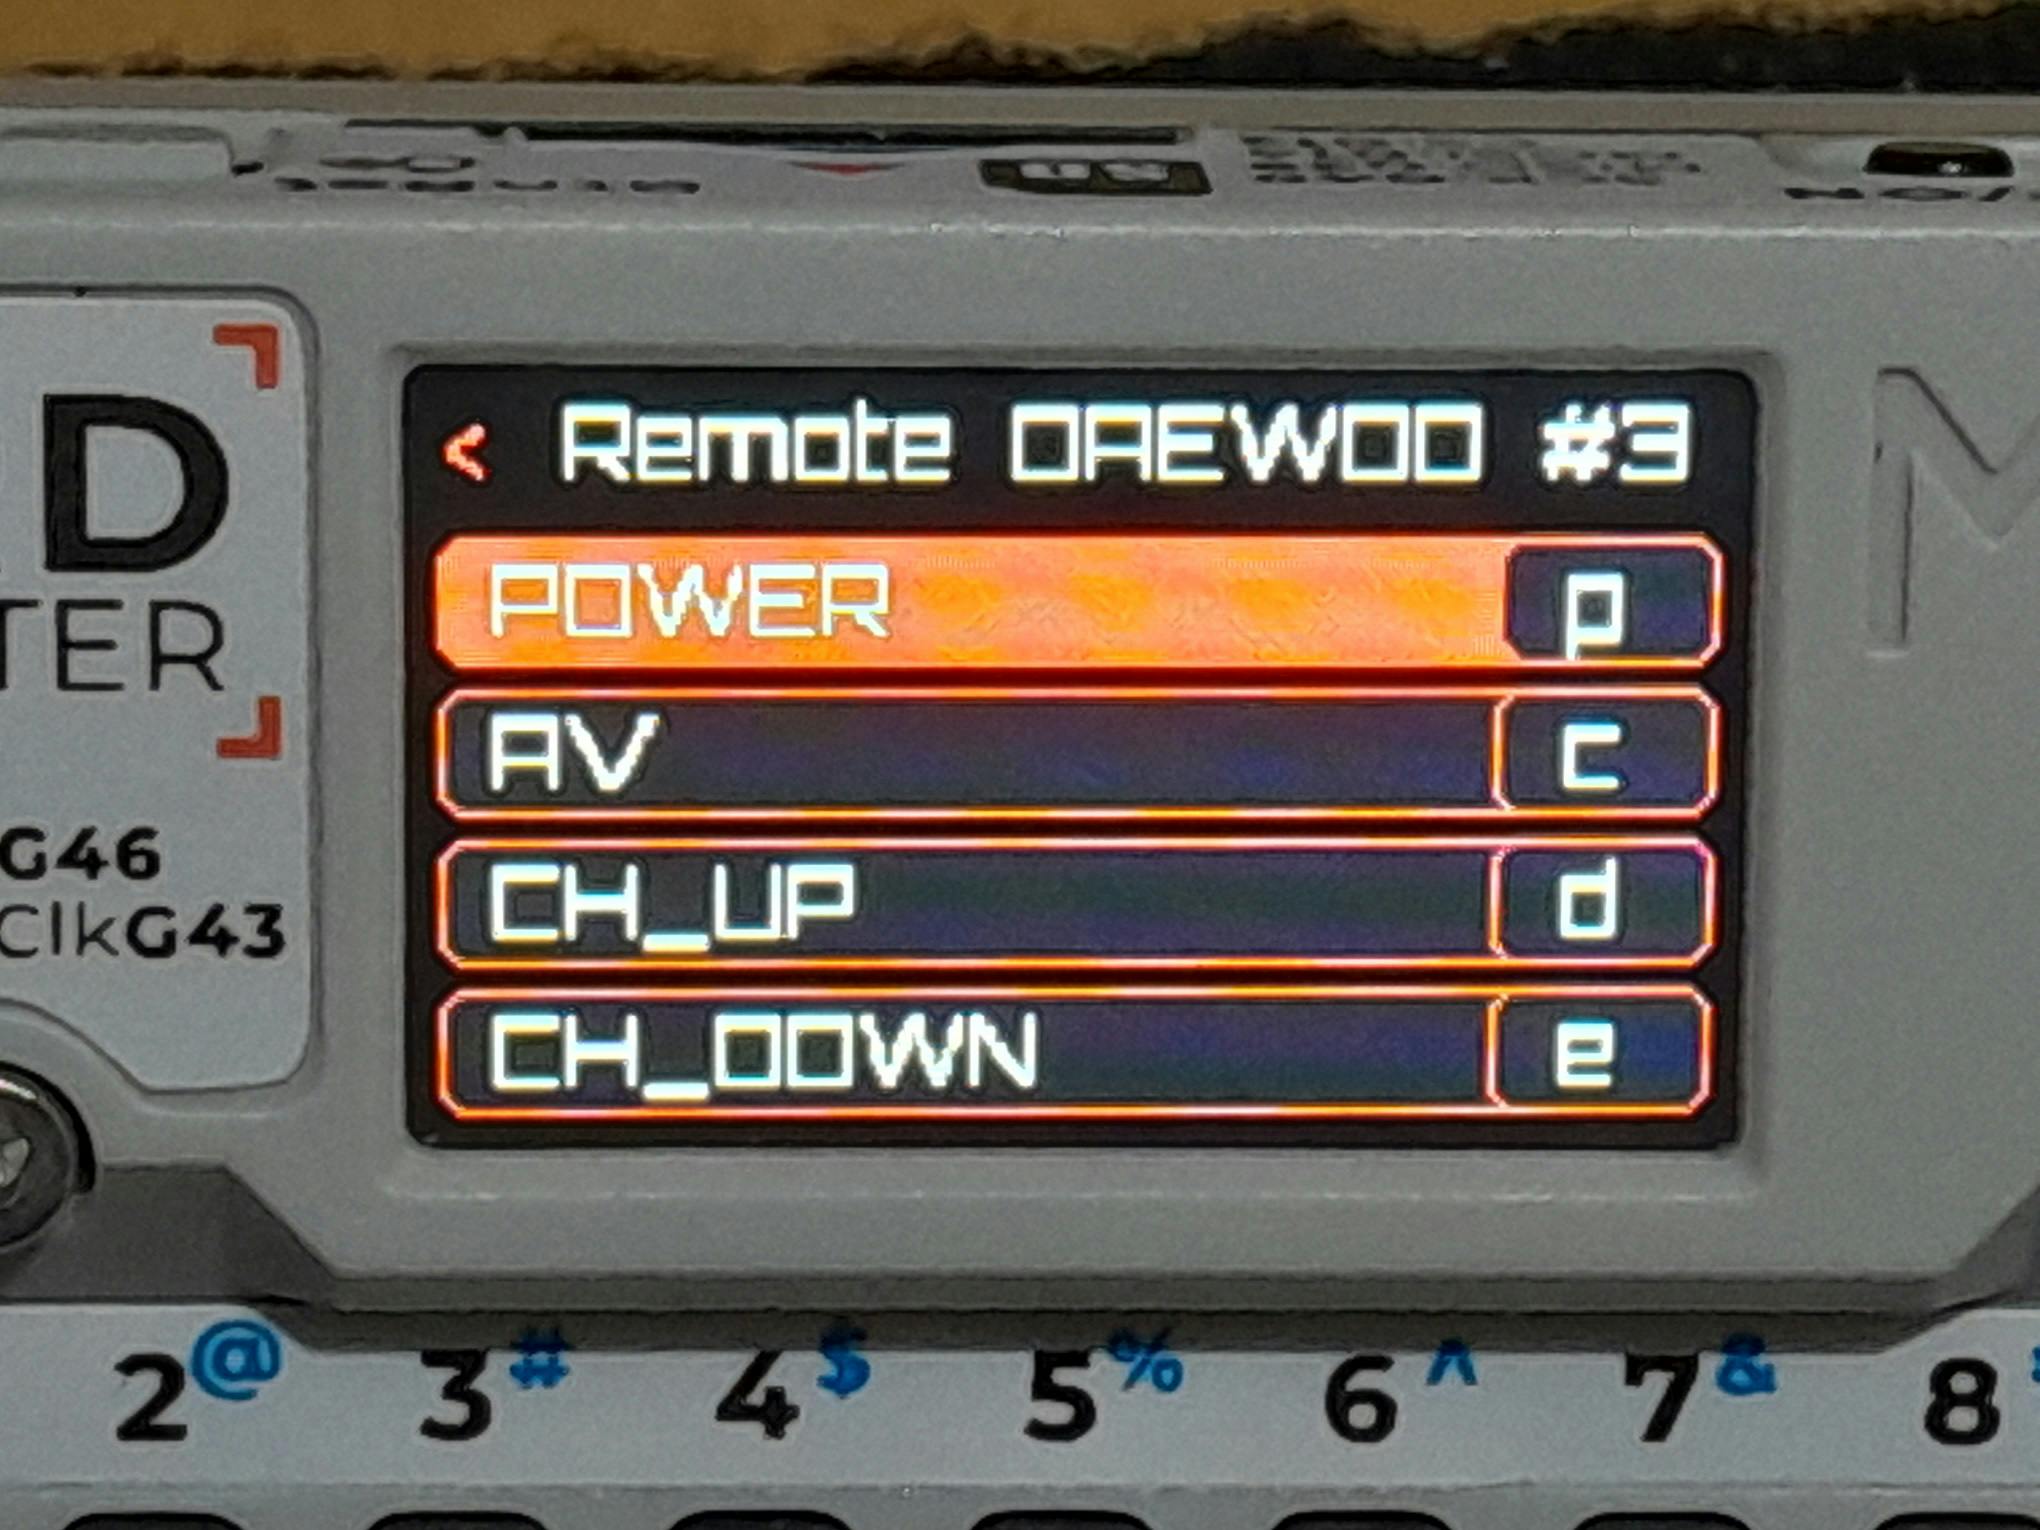 < Remote DAEWOO #3
POWER p
AV c
CH_UP d
CH_DOWN e
D
TER
G46
ClkG43
M
2@ 3# 4$ 5% 6^ 7& 8